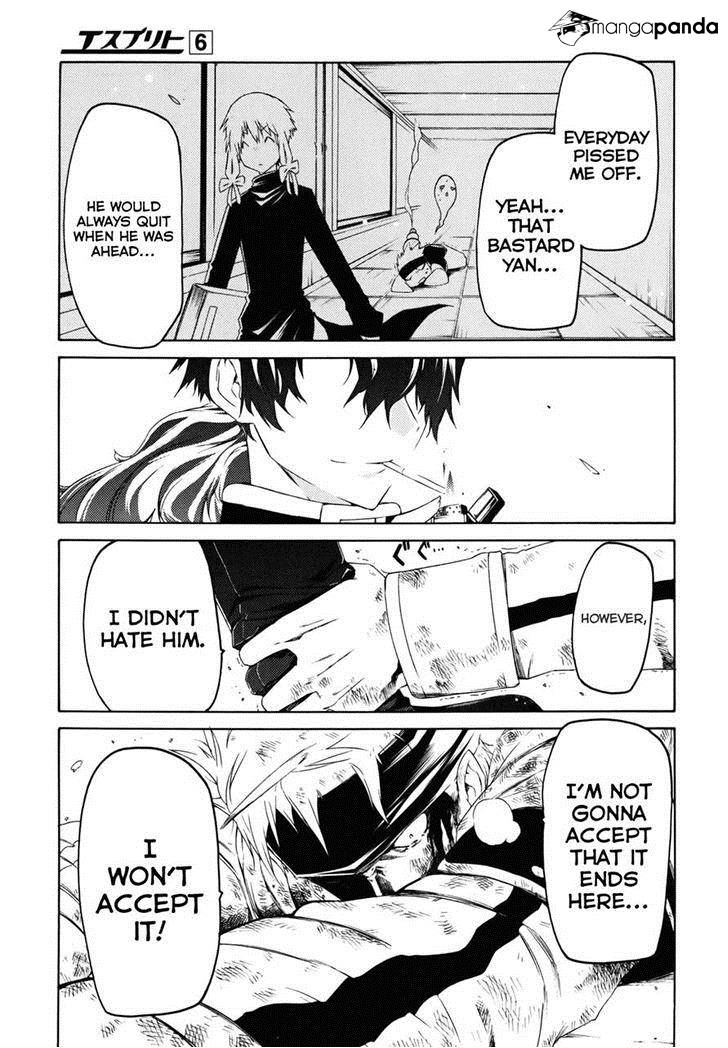 エスプリト 6
mangapanda
EVERYDAY
PISSED
ME OFF.
YEAH...
THAT
BASTARD
YAN...
HE WOULD
ALWAYS QUIT
WHEN HE WAS
AHEAD...
HOWEVER,
ぐぐ...
I DIDN'T
HATE HIM.
I'M NOT
GONNA
ACCEPT
THAT IT
ENDS
HERE...
I
WON'T
ACCEPT
IT!